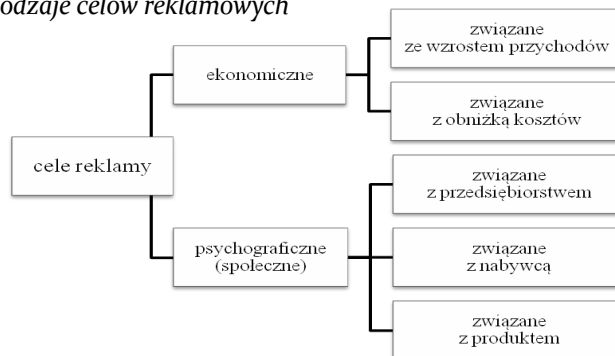 odzaje celów reklamowych
związane
ze wzrostem przychodów
ekonomiczne
związane
z obniżką kosztów
cele reklamy
związane
z przedsiębiorstwem
psychograficzne
(społeczne)
związane
z nabywcą
związane
z produktem